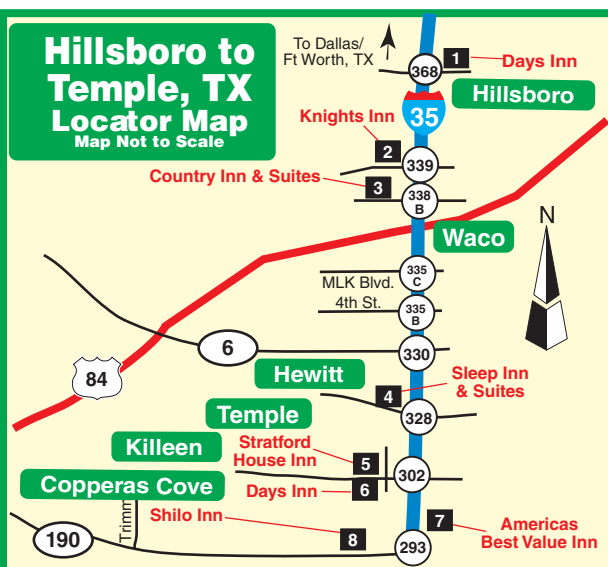 Hillsboro to
Temple, TX
Locator Map
Map Not to Scale
To Dallas/
Ft Worth, TX
1
Days Inn
368
Hillsboro
35
Knights Inn
2
339
Country Inn & Suites
3
338
B
N
Waco
335
C
MLK Blvd.
4th St.
335
B
6
330
84
Hewitt
Sleep Inn
& Suites
4
Temple
328
Killeen
Stratford
House Inn
5
302
Copperas Cove
Days Inn
6
Trimm
Shilo Inn
7
Americas
Best Value Inn
190
8
293